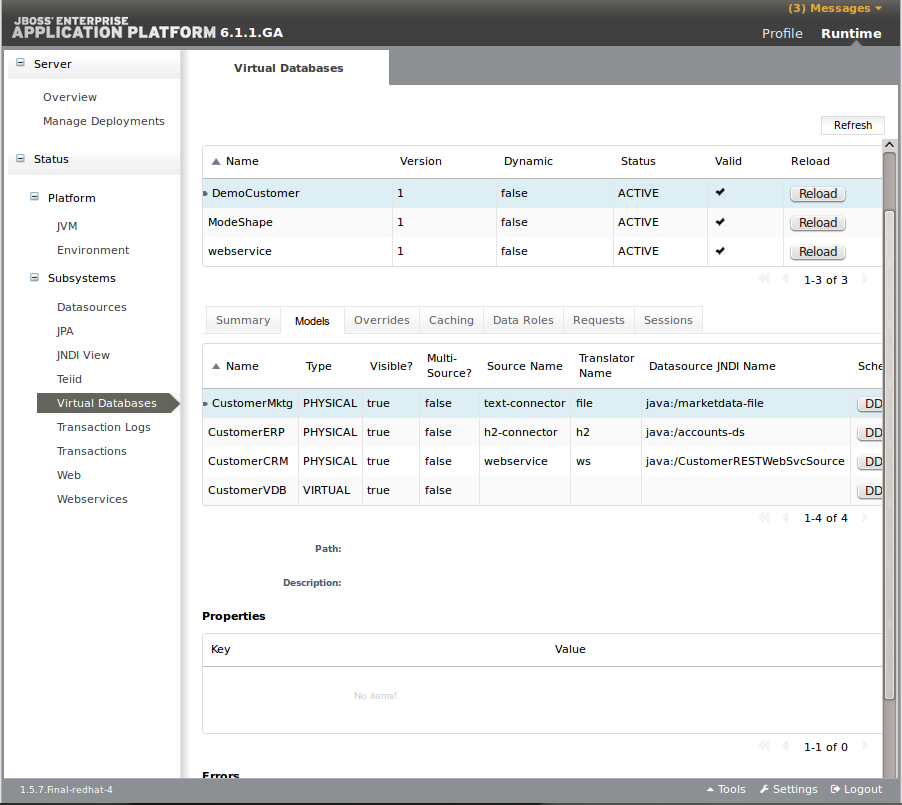 (3) Messages
JBOSS ENTERPRISE
APPLICATION PLATFORM 6.1.1.GA
Profile Runtime
Server
Overview
Manage Deployments
Status
Platform
JVM
Environment
Subsystems
Datasources
JPA
JNDI View
Teiid
Virtual Databases
Transaction Logs
Transactions
Web
Webservices
Virtual Databases
Refresh
Name Version Dynamic Status Valid Reload
DemoCustomer 1 false ACTIVE Reload
ModeShape 1 false ACTIVE Reload
webservice 1 false ACTIVE Reload
1-3 of 3
Summary Models Overrides Caching Data Roles Requests Sessions
Name Type Visible? Multi-Source? Source Name Translator Name Datasource JNDI Name Sche
CustomerMktg PHYSICAL true false text-connector file java:/marketdata-file DD
CustomerERP PHYSICAL true false h2-connector h2 java:/accounts-ds DD
CustomerCRM PHYSICAL true false webservice ws java:/CustomerRESTWebSvcSource DD
CustomerVDB VIRTUAL true false DD
1-4 of 4
Path:
Description:
Properties
Key Value
No items!
1-1 of 0
Errors
1.5.7.Final-redhat-4 Tools Settings Logout